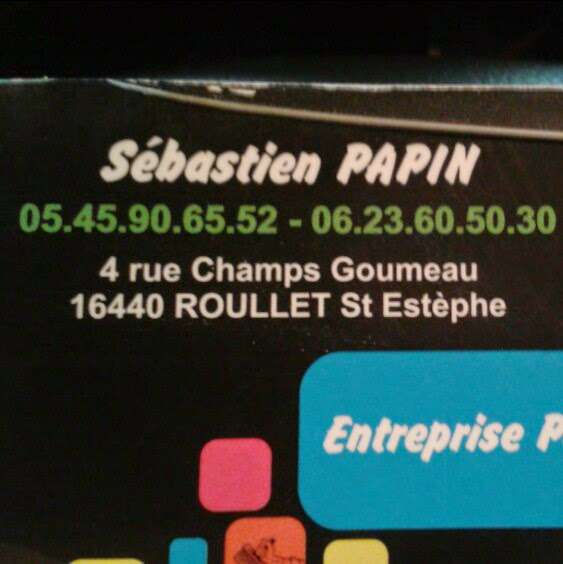 Sébastien PAPIN
05.45.90.65.52 - 06.23.60.50.30
4 rue Champs Goumeau
16440 ROULLET St Estèphe
Entreprise P